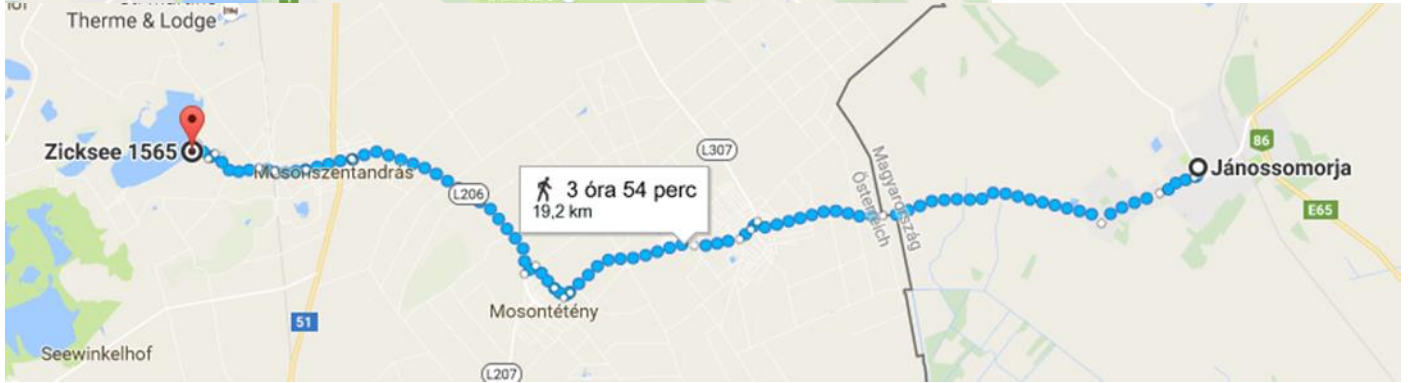 Therme & Lodge
Zicksee 1565
Mosonszentandrás
L206
L307
3 óra 54 perc
19,2 km
Magyarország
Österreich
86
Jánossomorja
E65
Mosontétény
51
Seewinkelhof
L207